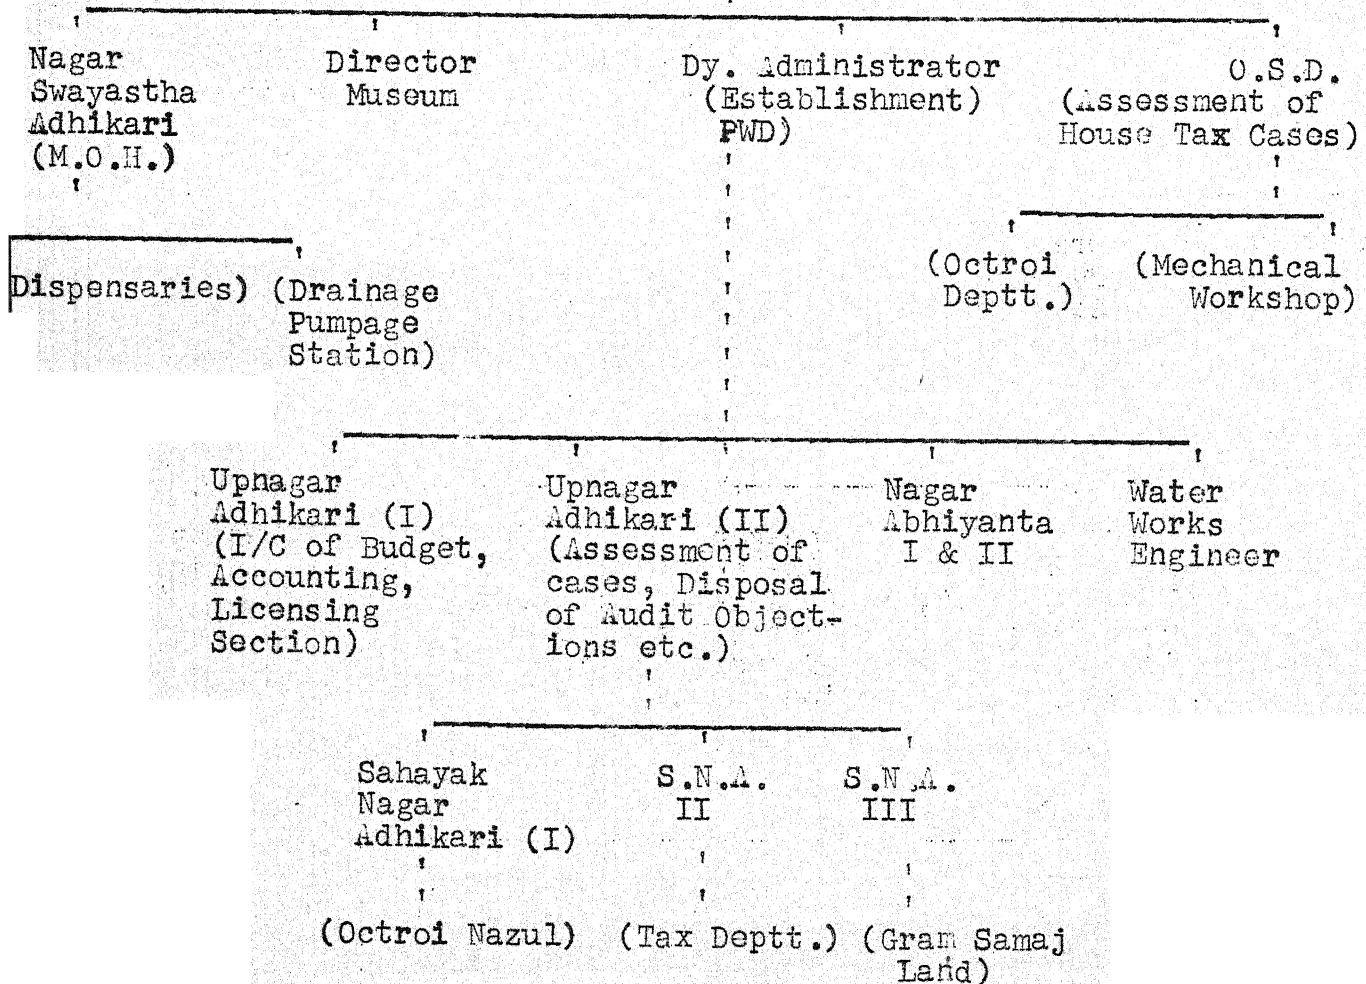 Nagar
Swayastha
Adhikari
(M.O.H.)
Director
Museum
Dy. Administrator
(Establishment)
PWD)
O.S.D.
(Assessment of
House Tax Cases)
Dispensaries)
(Drainage
Pumpage
Station)
(Octroi
Deptt.)
(Mechanical
Workshop)
Upnagar
Adhikari (I)
(I/C of Budget,
Accounting,
Licensing
Section)
Upnagar
Adhikari (II)
(Assessment of
cases, Disposal
of Audit Object-
ions etc.)
Nagar
Abhiyanta
I & II
Water
Works
Engineer
Sahayak
Nagar
Adhikari (I)
S.N.A.
II
S.N.A.
III
(Octroi Nazul)
(Tax Deptt.)
(Gram Samaj
Land)